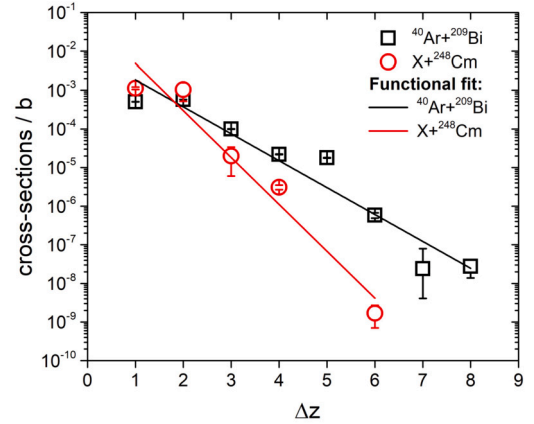 10⁻¹
10⁻²
10⁻³
10⁻⁴
10⁻⁵
10⁻⁶
10⁻⁷
10⁻⁸
10⁻⁹
10⁻¹⁰
cross-sections / b
⁴⁰Ar+²⁰⁹Bi
X+²⁴⁸Cm
Functional fit:
⁴⁰Ar+²⁰⁹Bi
X+²⁴⁸Cm
0 1 2 3 4 5 6 7 8 9
Δz